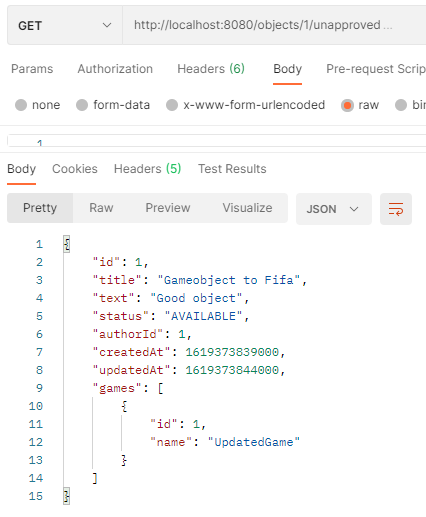 GET http://localhost:8080/objects/1/unapproved ...
Params Authorization Headers (6) Body Pre-request Scrip
none form-data x-www-form-urlencoded raw bin
1
Body Cookies Headers (5) Test Results
Pretty Raw Preview Visualize JSON
1 {
2 "id": 1,
3 "title": "Gameobject to Fifa",
4 "text": "Good object",
5 "status": "AVAILABLE",
6 "authorId": 1,
7 "createdAt": 1619373839000,
8 "updatedAt": 1619373844000,
9 "games": [
10 {
11 "id": 1,
12 "name": "UpdatedGame"
13 }
14 ]
15 }